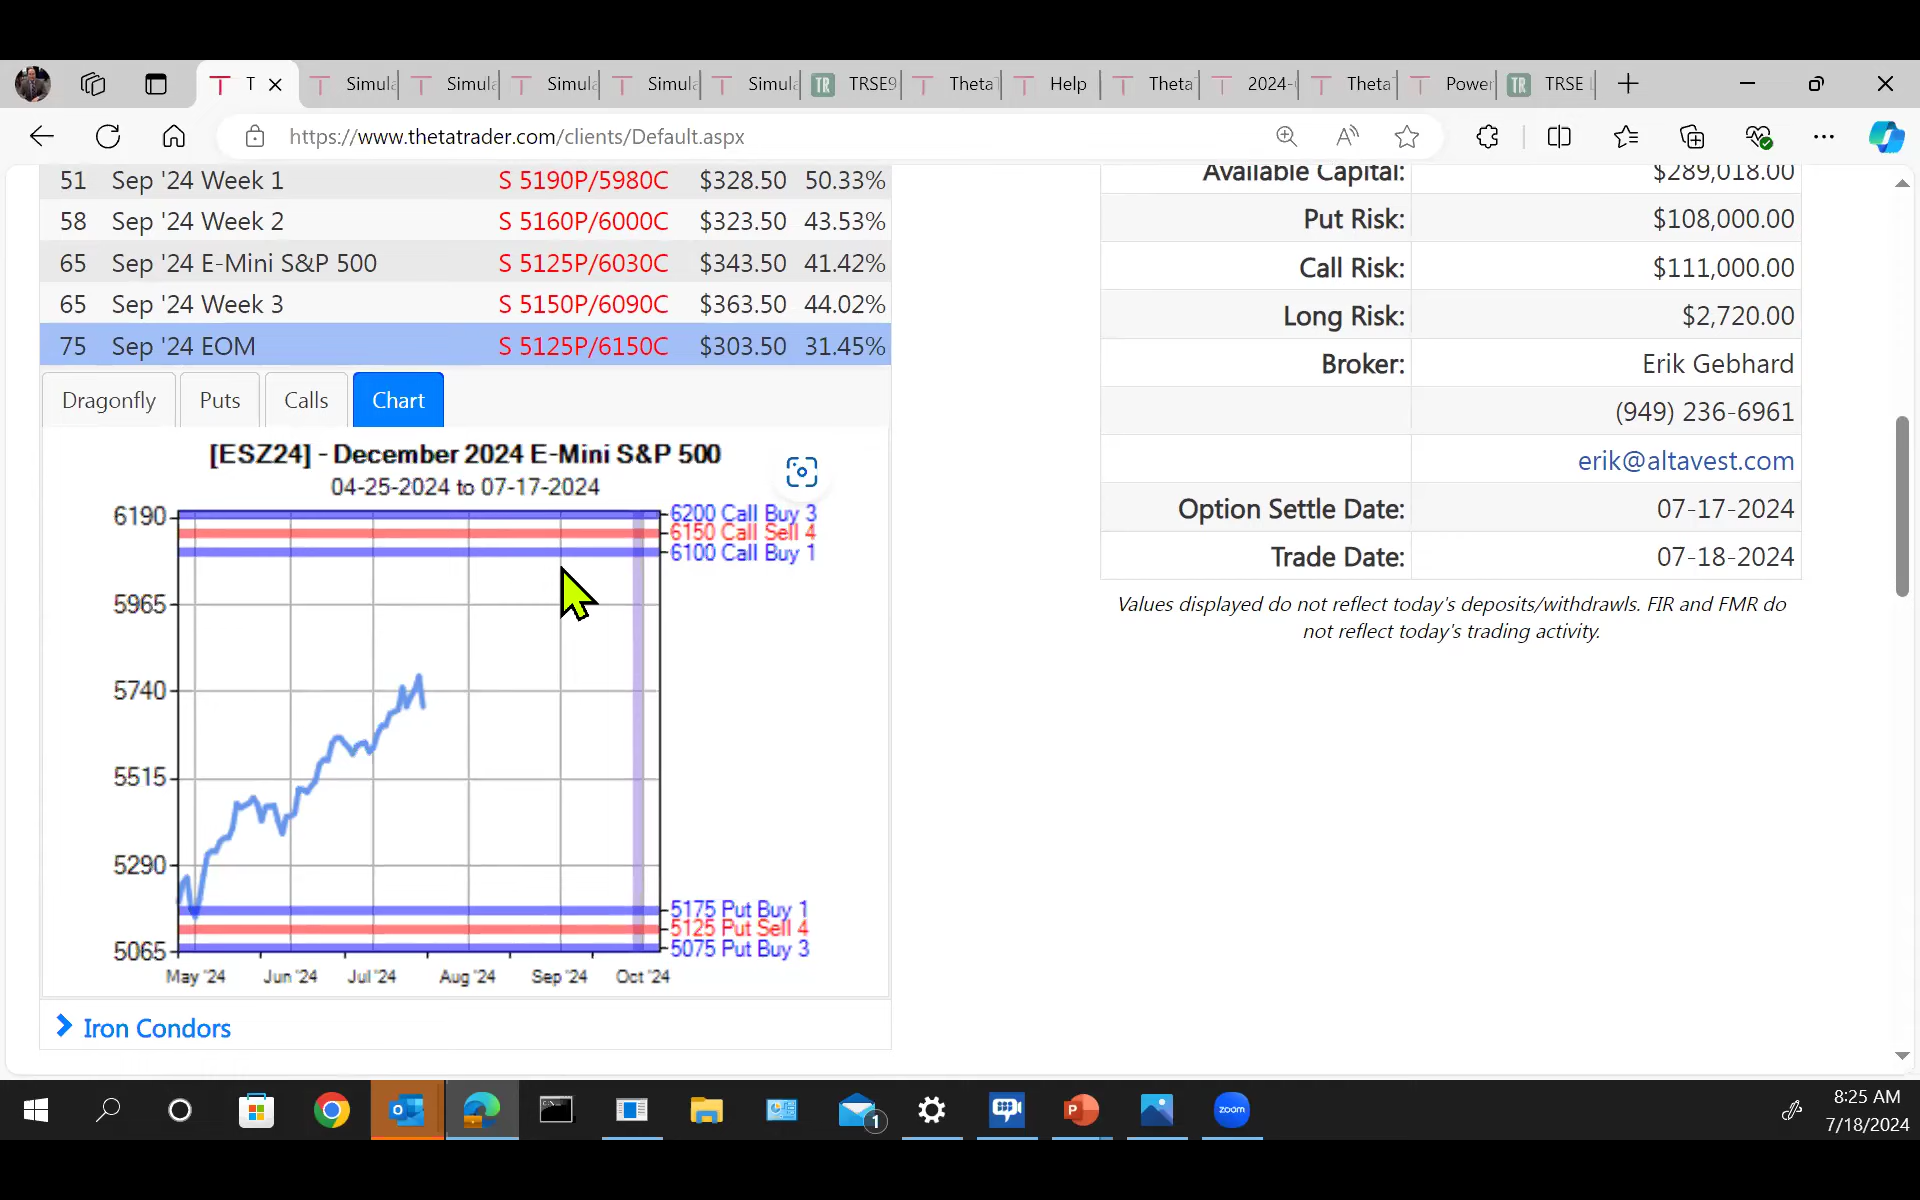 T
Simula
Simula
Simula
Simula
Simula
TR TRSE9
Theta
Help
Theta
2024-
Theta
Power
TR TRSE
https://www.thetatrader.com/clients/Default.aspx
51 Sep '24 Week 1 S 5190P/5980C $328.50 50.33%
58 Sep '24 Week 2 S 5160P/6000C $323.50 43.53%
65 Sep '24 E-Mini S&P 500 S 5125P/6030C $343.50 41.42%
65 Sep '24 Week 3 S 5150P/6090C $363.50 44.02%
75 Sep '24 EOM S 5125P/6150C $303.50 31.45%
Dragonfly Puts Calls Chart
[ESZ24] - December 2024 E-Mini S&P 500
04-25-2024 to 07-17-2024
6190
5965
5740
5515
5290
5065
6200 Call Buy 3
6150 Call Sell 4
6100 Call Buy 1
5175 Put Buy 1
5125 Put Sell 4
5075 Put Buy 3
May '24 Jun '24 Jul '24 Aug '24 Sep '24 Oct '24
Iron Condors
Available Capital: $289,018.00
Put Risk: $108,000.00
Call Risk: $111,000.00
Long Risk: $2,720.00
Broker: Erik Gebhard
(949) 236-6961
erik@altavest.com
Option Settle Date: 07-17-2024
Trade Date: 07-18-2024
Values displayed do not reflect today's deposits/withdrawls. FIR and FMR do
not reflect today's trading activity.
1
zoom
8:25 AM
7/18/2024